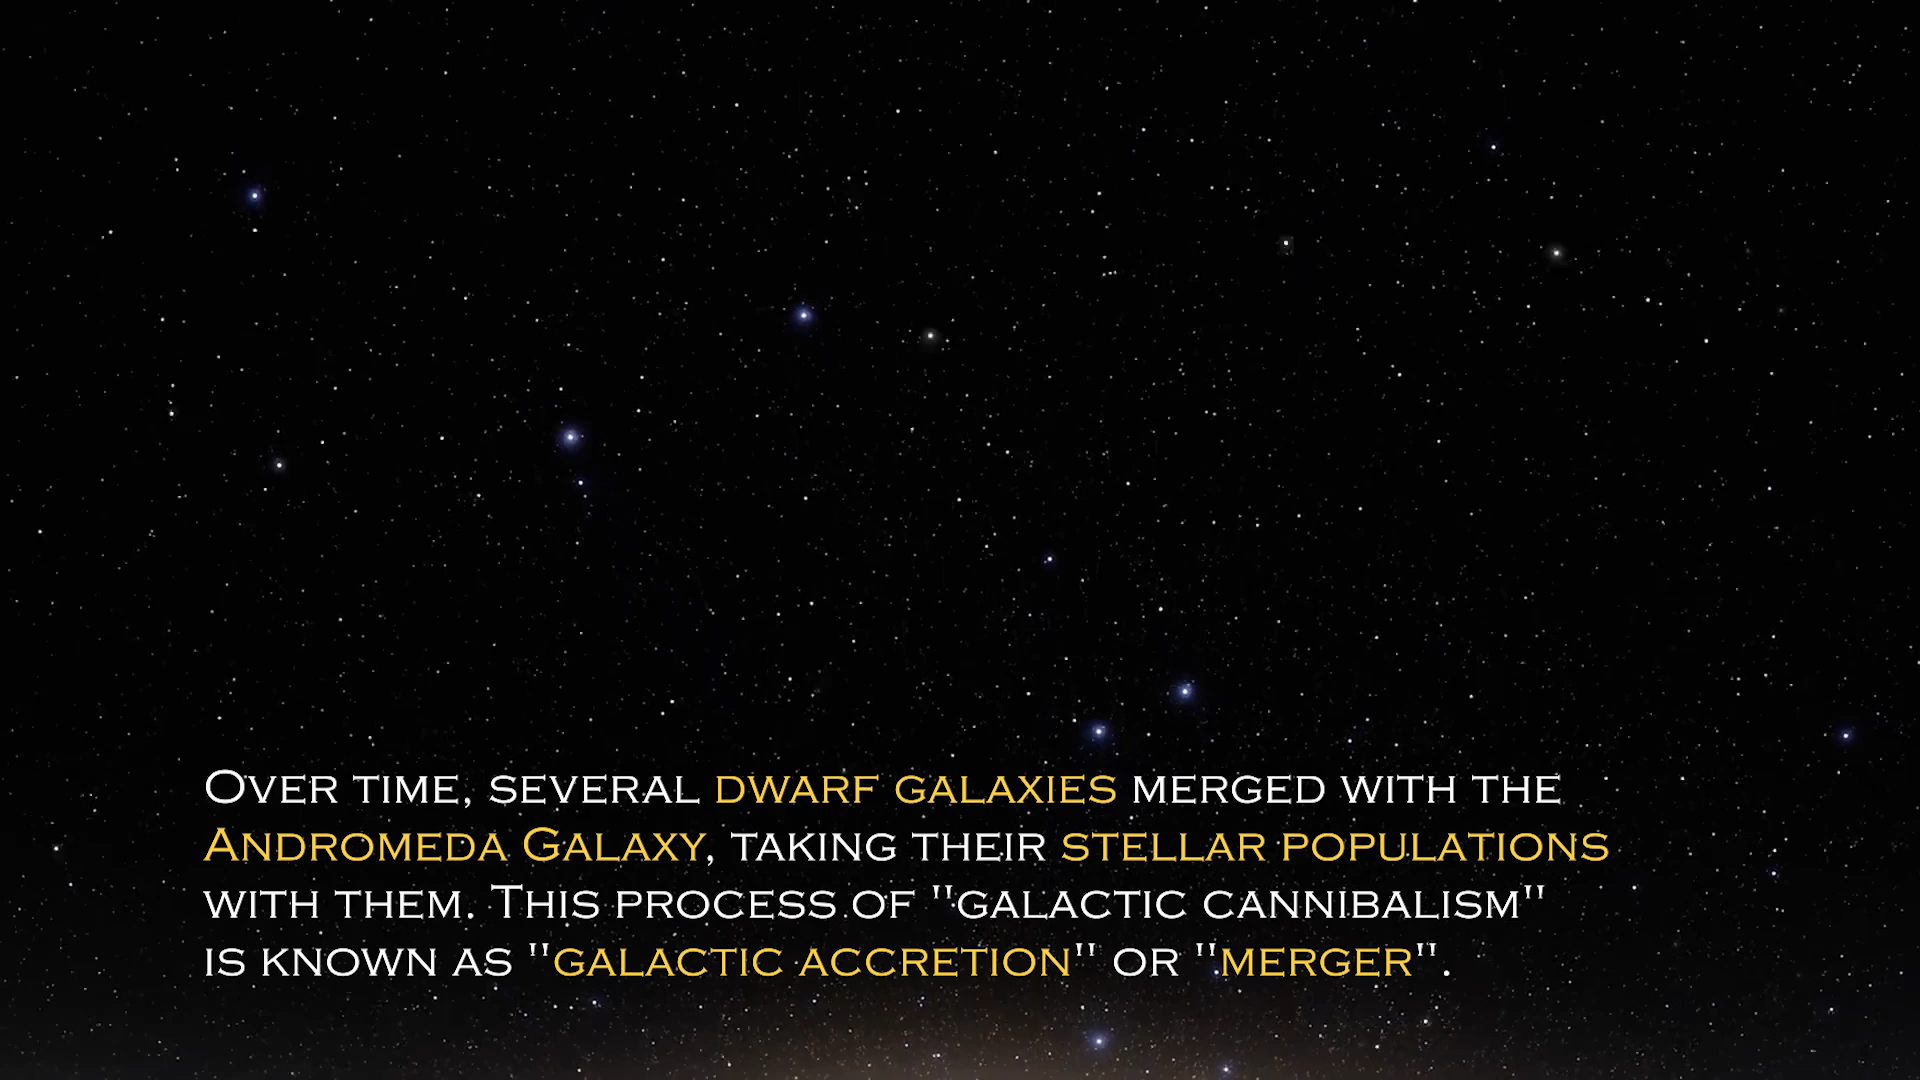 Over time, several dwarf galaxies merged with the
Andromeda Galaxy, taking their stellar populations
with them. This process of "galactic cannibalism"
is known as "galactic accretion" or "merger".